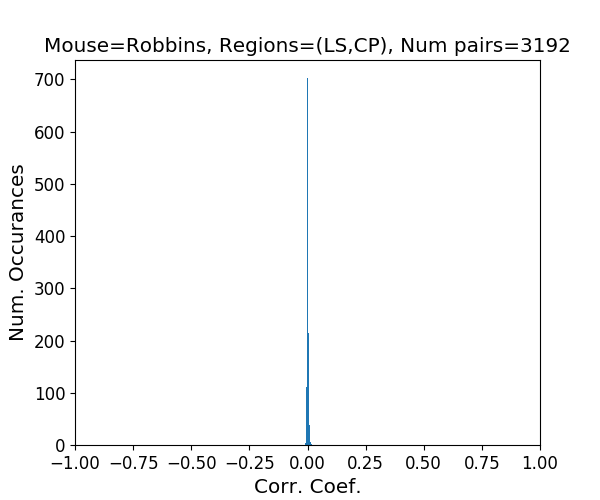 Mouse=Robbins, Regions=(LS,CP), Num pairs=3192
Num. Occurances
700
600
500
400
300
200
100
0
−1.00 −0.75 −0.50 −0.25 0.00 0.25 0.50 0.75 1.00
Corr. Coef.